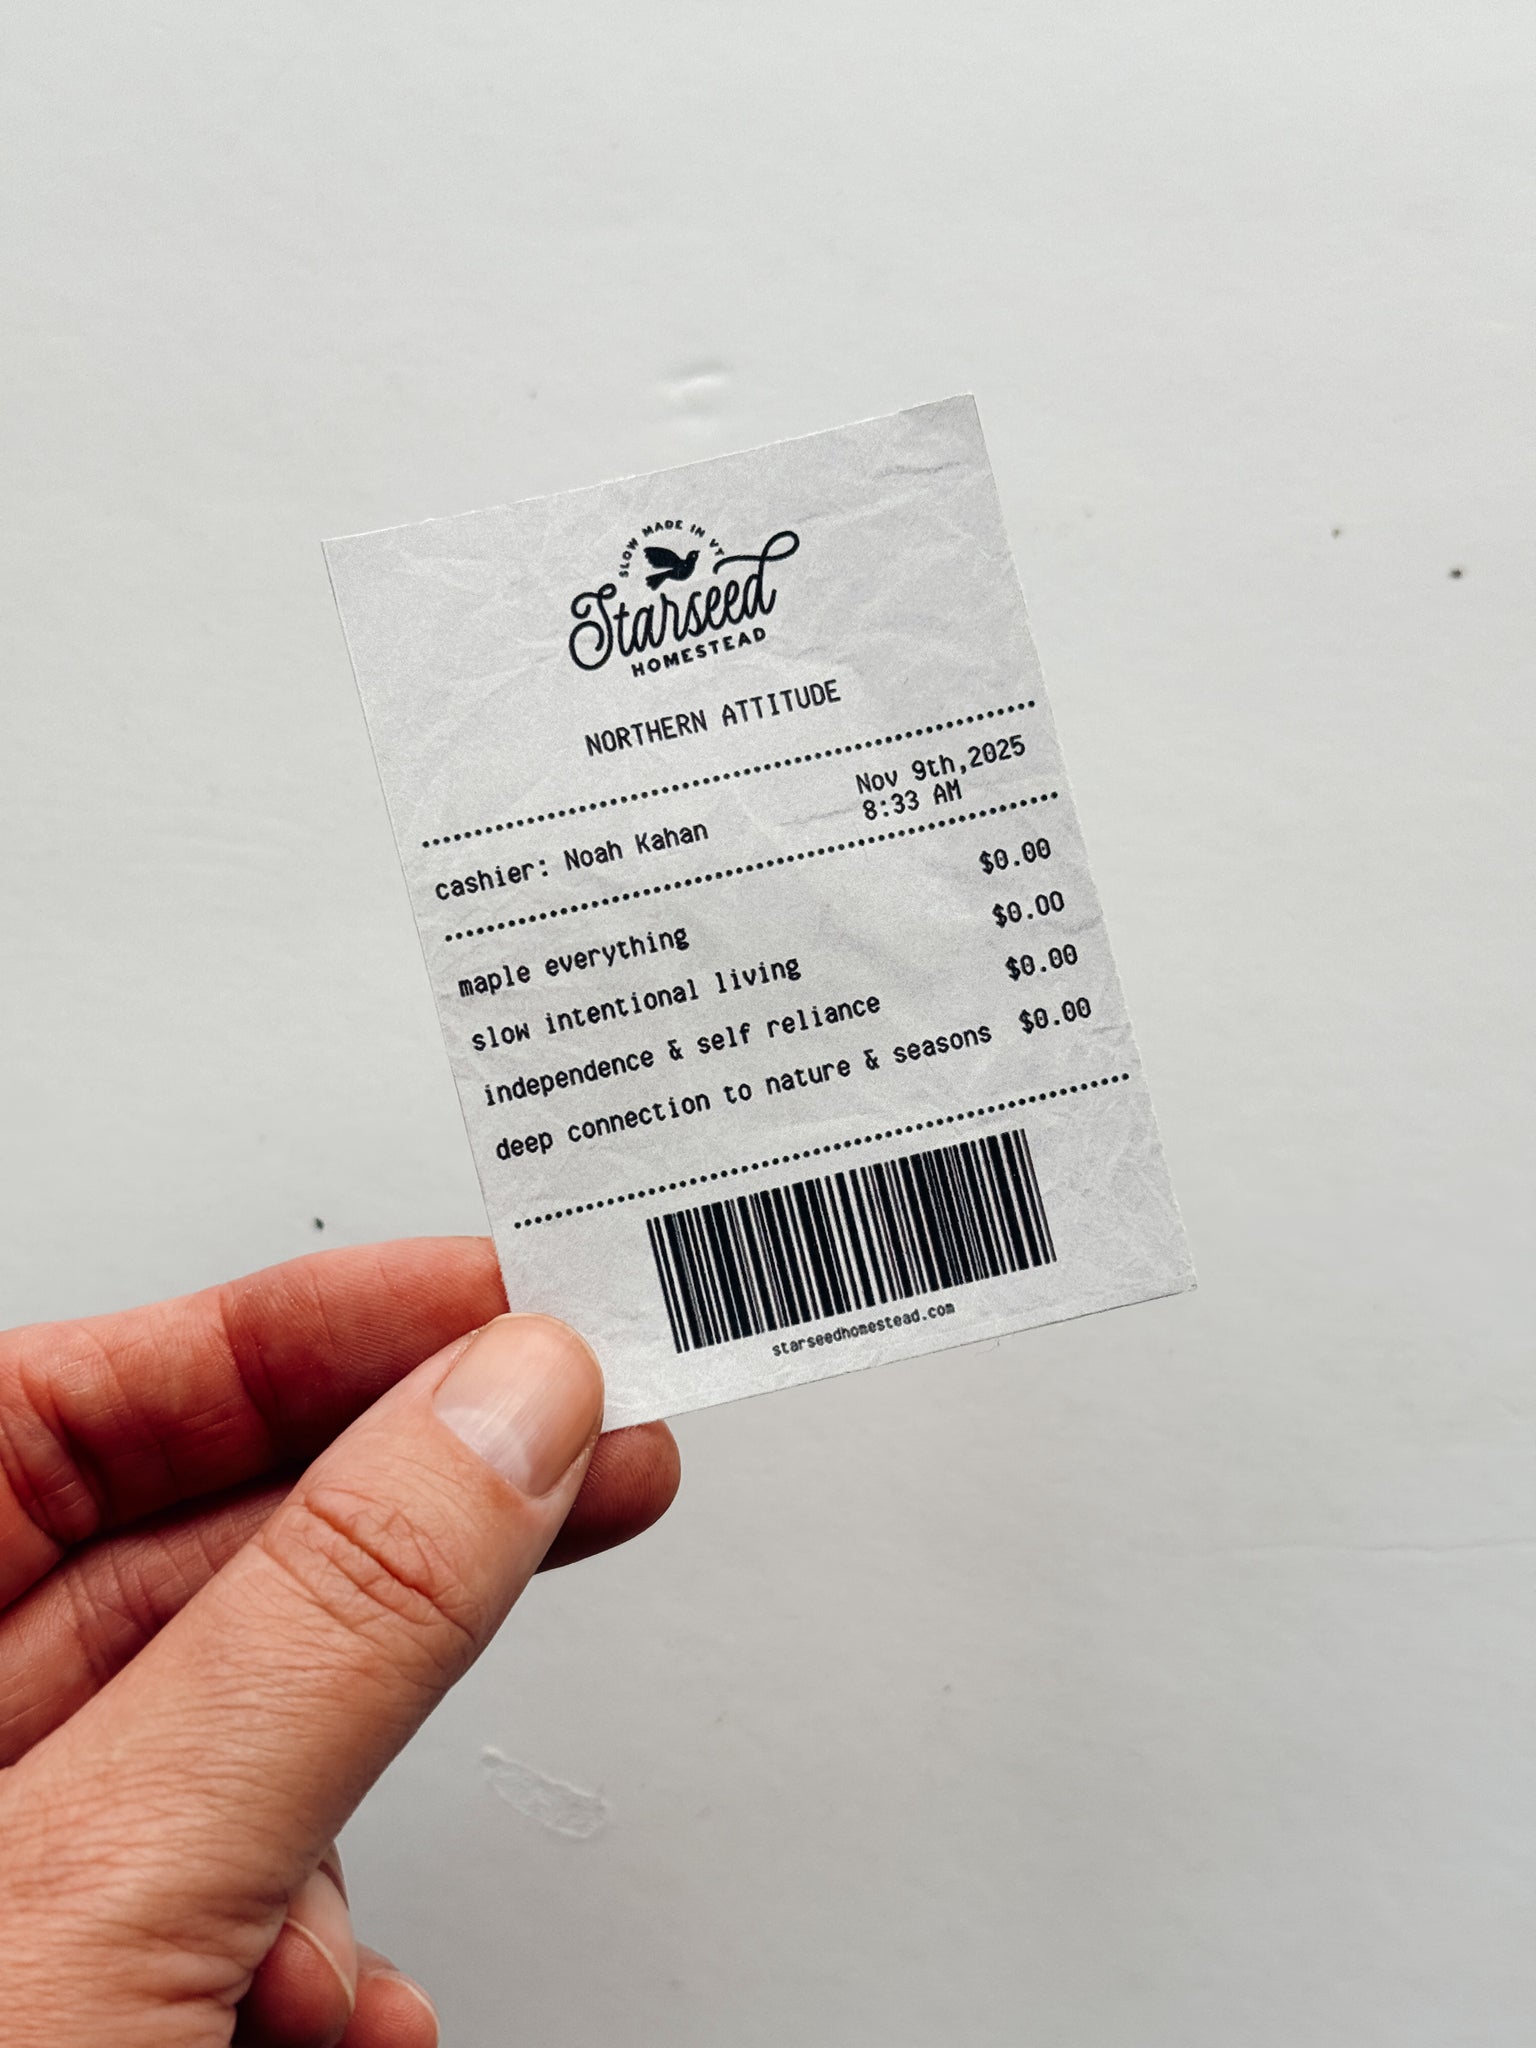 SLOW MADE IN VT
Starseed
HOMESTEAD
NORTHERN ATTITUDE
cashier: Noah Kahan
Nov 9th,2025
8:33 AM
maple everything $0.00
slow intentional living $0.00
independence & self reliance $0.00
deep connection to nature & seasons $0.00
starseedhomestead.com